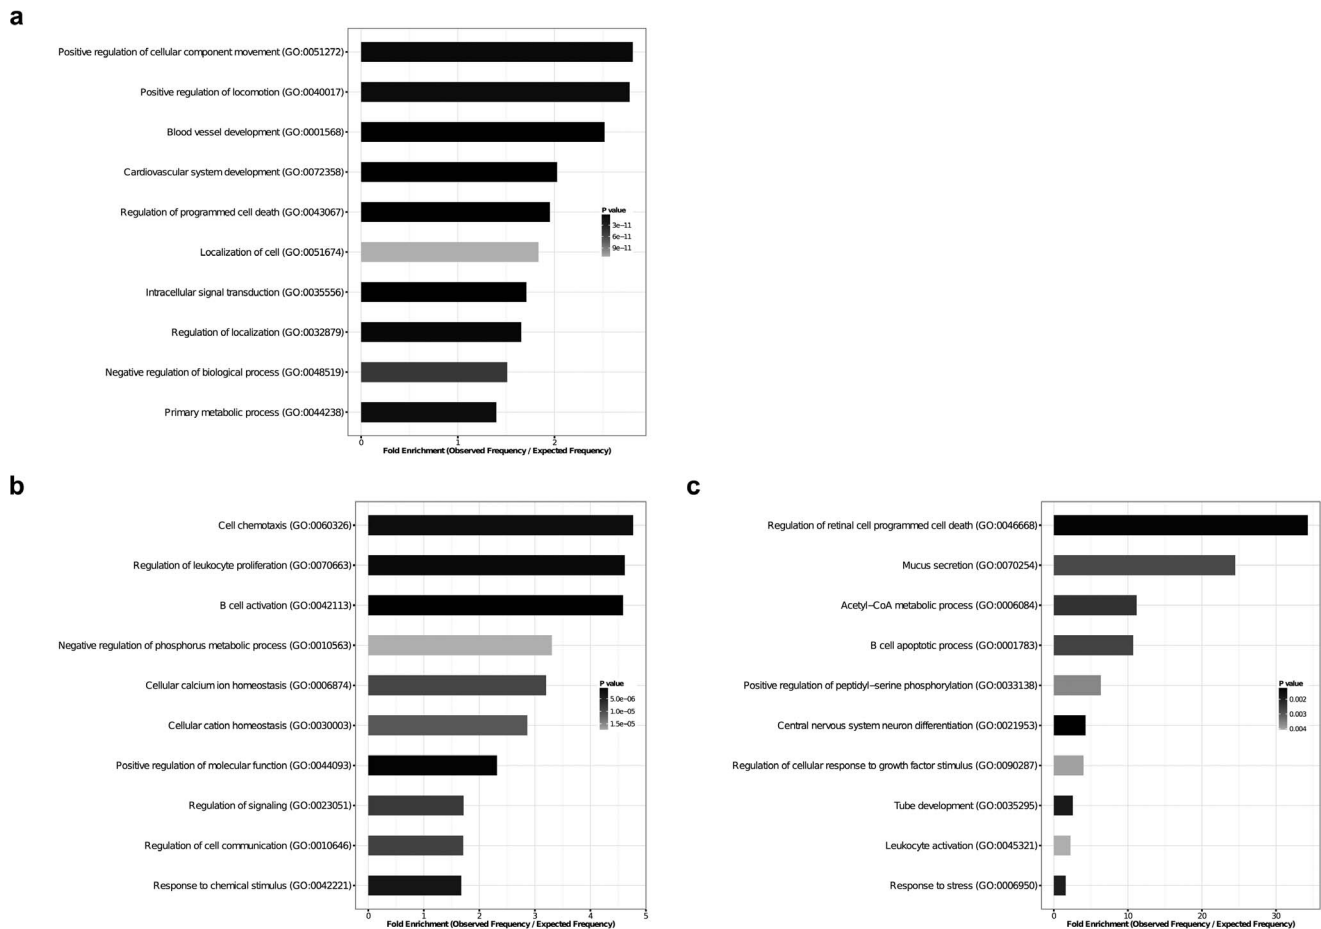 a
Positive regulation of cellular component movement (GO:0051272)
Positive regulation of locomotion (GO:0040017)
Blood vessel development (GO:0001568)
Cardiovascular system development (GO:0072358)
Regulation of programmed cell death (GO:0043067)
Localization of cell (GO:0051674)
Intracellular signal transduction (GO:0035556)
Regulation of localization (GO:0032879)
Negative regulation of biological process (GO:0048519)
Primary metabolic process (GO:0044238)
P value
3e−11
6e−11
9e−11
0 1 2
Fold Enrichment (Observed Frequency / Expected Frequency)
b
Cell chemotaxis (GO:0060326)
Regulation of leukocyte proliferation (GO:0070663)
B cell activation (GO:0042113)
Negative regulation of phosphorus metabolic process (GO:0010563)
Cellular calcium ion homeostasis (GO:0006874)
Cellular cation homeostasis (GO:0030003)
Positive regulation of molecular function (GO:0044093)
Regulation of signaling (GO:0023051)
Regulation of cell communication (GO:0010646)
Response to chemical stimulus (GO:0042221)
P value
5.0e−06
1.0e−05
1.5e−05
0 1 2 3 4 5
Fold Enrichment (Observed Frequency / Expected Frequency)
c
Regulation of retinal cell programmed cell death (GO:0046668)
Mucus secretion (GO:0070254)
Acetyl−CoA metabolic process (GO:0006084)
B cell apoptotic process (GO:0001783)
Positive regulation of peptidyl−serine phosphorylation (GO:0033138)
Central nervous system neuron differentiation (GO:0021953)
Regulation of cellular response to growth factor stimulus (GO:0090287)
Tube development (GO:0035295)
Leukocyte activation (GO:0045321)
Response to stress (GO:0006950)
P value
0.002
0.003
0.004
0 10 20 30
Fold Enrichment (Observed Frequency / Expected Frequency)